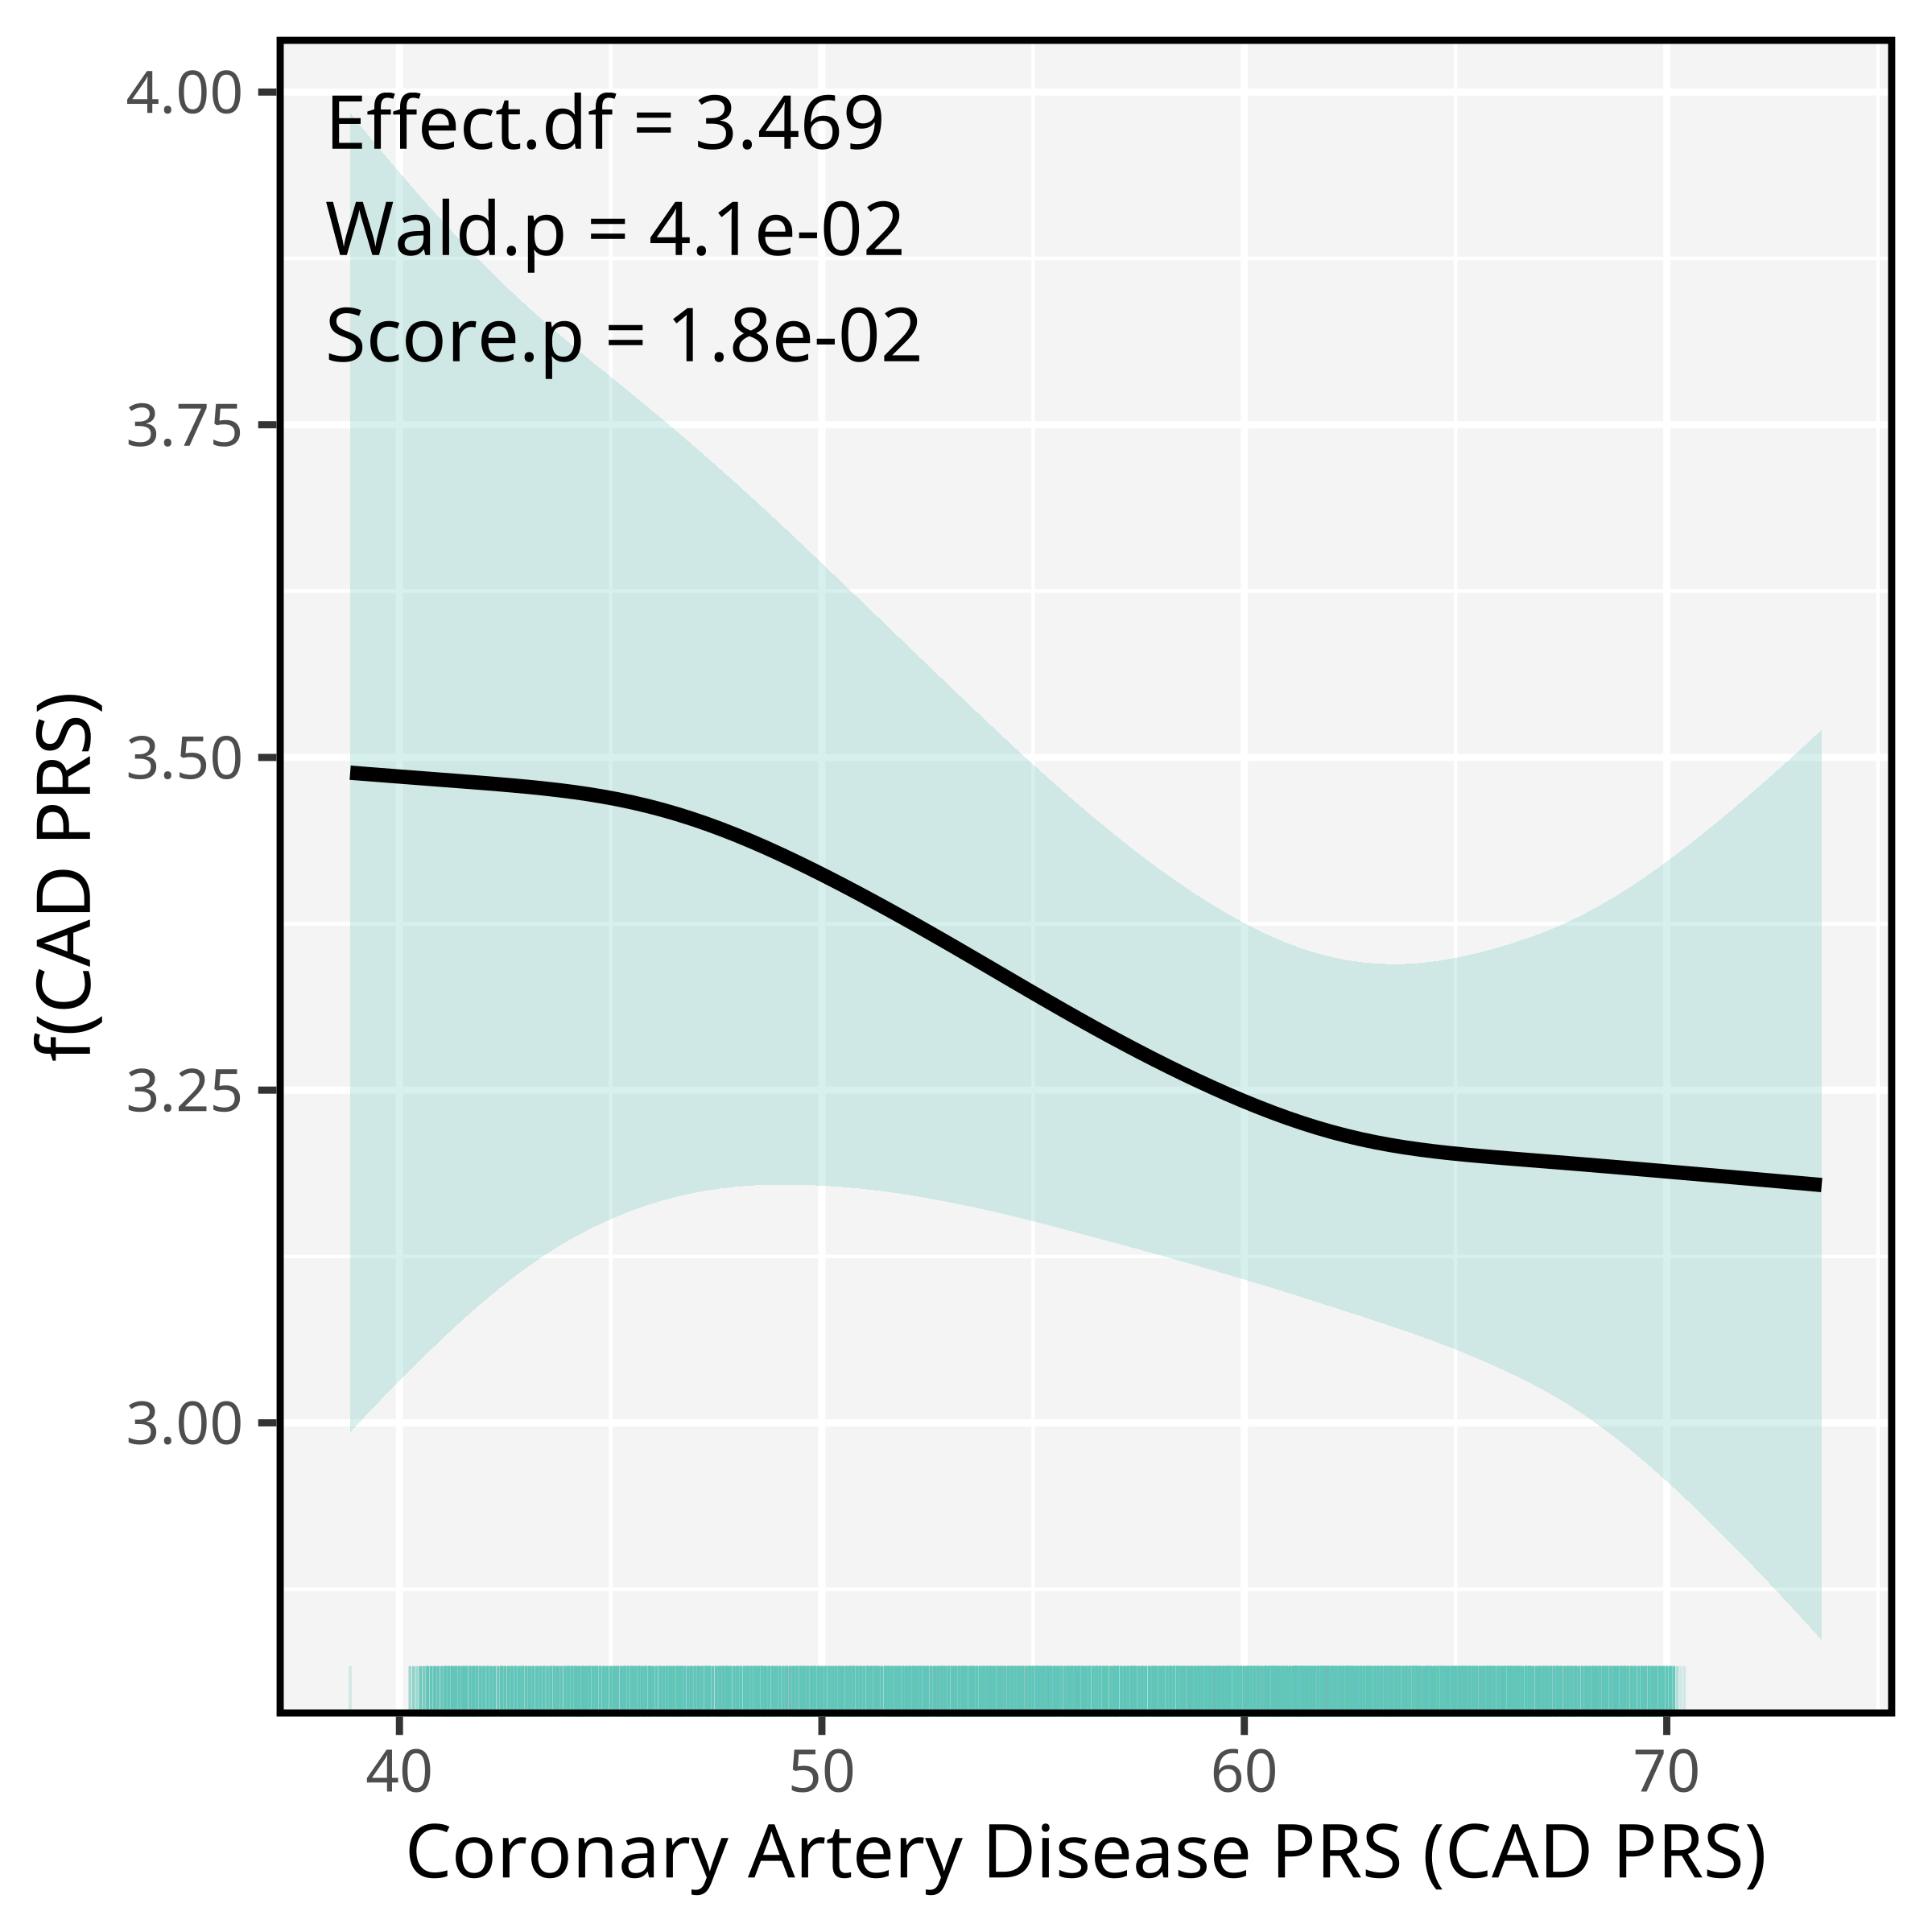 Effect.df = 3.469
Wald.p = 4.1e-02
Score.p = 1.8e-02
f(CAD PRS)
4.00
3.75
3.50
3.25
3.00
40 50 60 70
Coronary Artery Disease PRS (CAD PRS)